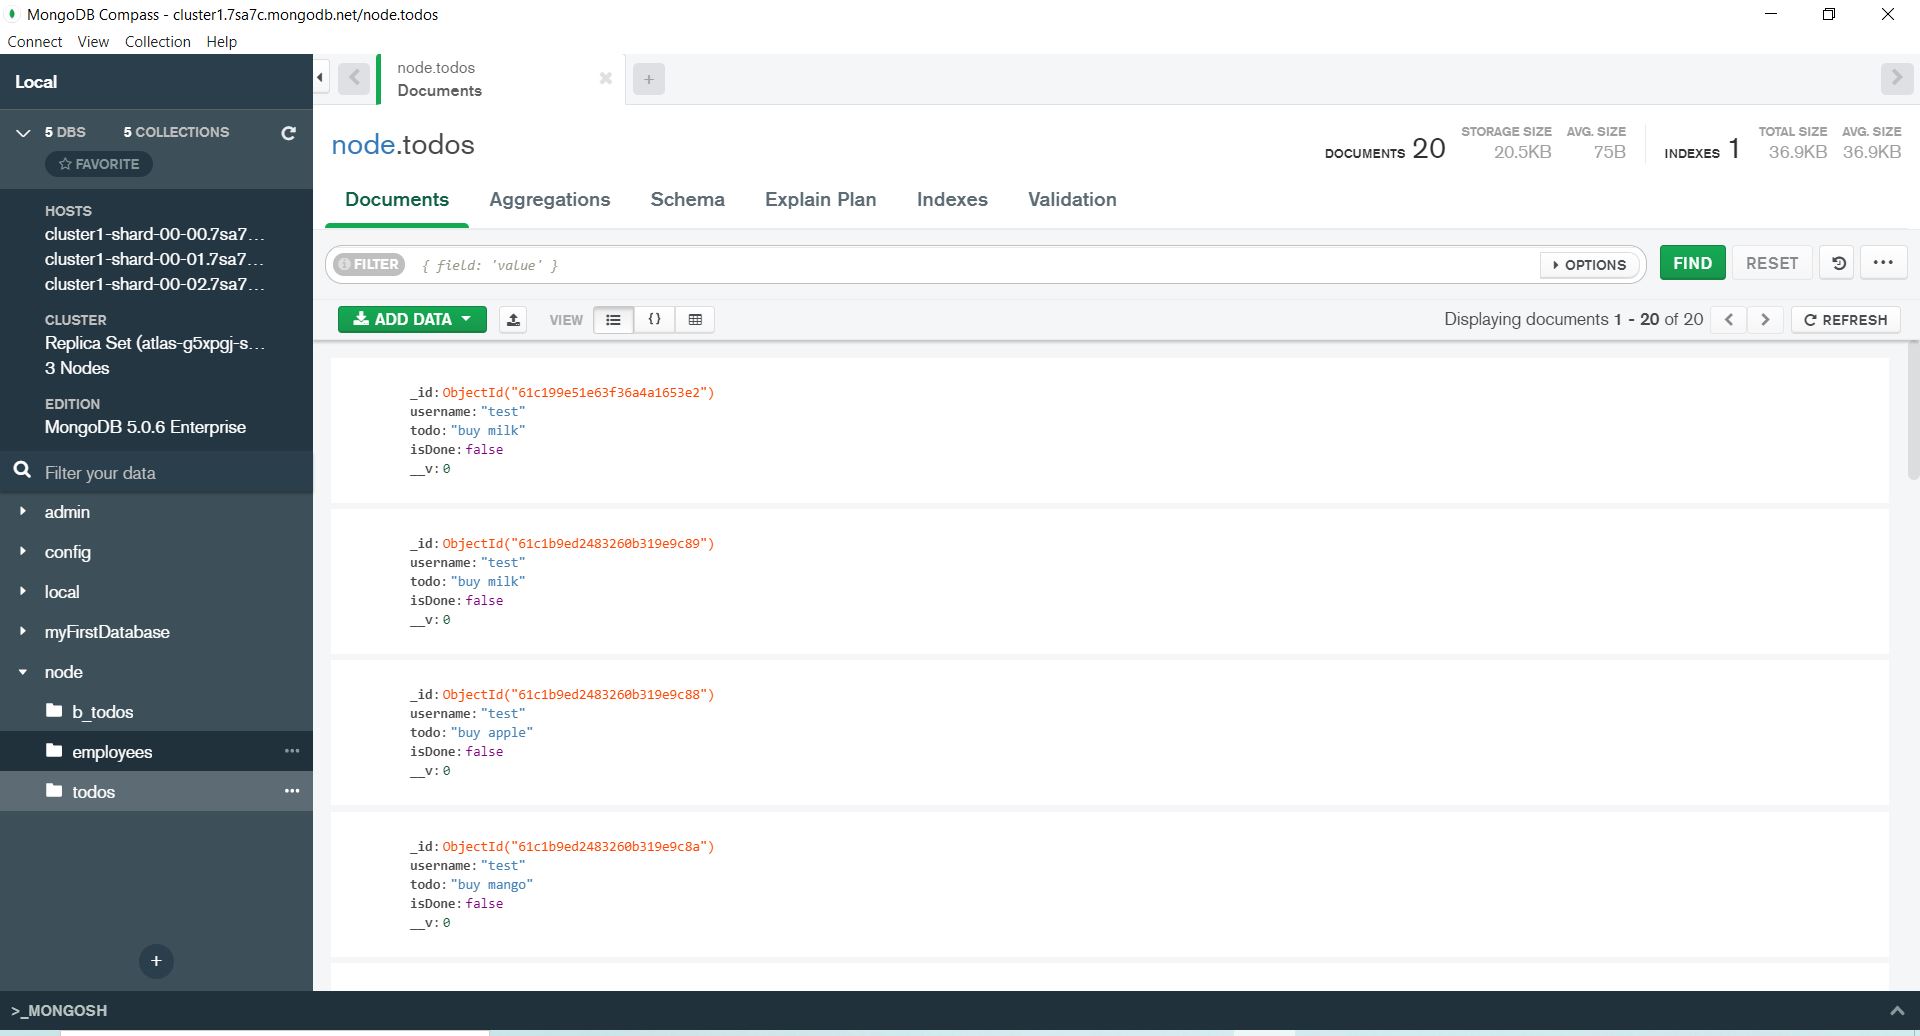 MongoDB Compass - cluster1.7sa7c.mongodb.net/node.todos
Connect View Collection Help
Local
5 DBS 5 COLLECTIONS
FAVORITE
HOSTS
cluster1-shard-00-00.7sa7...
cluster1-shard-00-01.7sa7...
cluster1-shard-00-02.7sa7...
CLUSTER
Replica Set (atlas-g5xpgj-s...
3 Nodes
EDITION
MongoDB 5.0.6 Enterprise
Filter your data
admin
config
local
myFirstDatabase
node
b_todos
employees
todos
+
node.todos
Documents
+
node.todos
DOCUMENTS 20
STORAGE SIZE
20.5KB
AVG. SIZE
75B
INDEXES 1
TOTAL SIZE
36.9KB
AVG. SIZE
36.9KB
Documents Aggregations Schema Explain Plan Indexes Validation
FILTER { field: 'value' } OPTIONS FIND RESET ...
ADD DATA VIEW {} Displaying documents 1 - 20 of 20 REFRESH
_id: ObjectId("61c199e51e63f36a4a1653e2")
username: "test"
todo: "buy milk"
isDone: false
__v: 0
_id: ObjectId("61c1b9ed2483260b319e9c89")
username: "test"
todo: "buy milk"
isDone: false
__v: 0
_id: ObjectId("61c1b9ed2483260b319e9c88")
username: "test"
todo: "buy apple"
isDone: false
__v: 0
_id: ObjectId("61c1b9ed2483260b319e9c8a")
username: "test"
todo: "buy mango"
isDone: false
__v: 0
>_MONGOSH